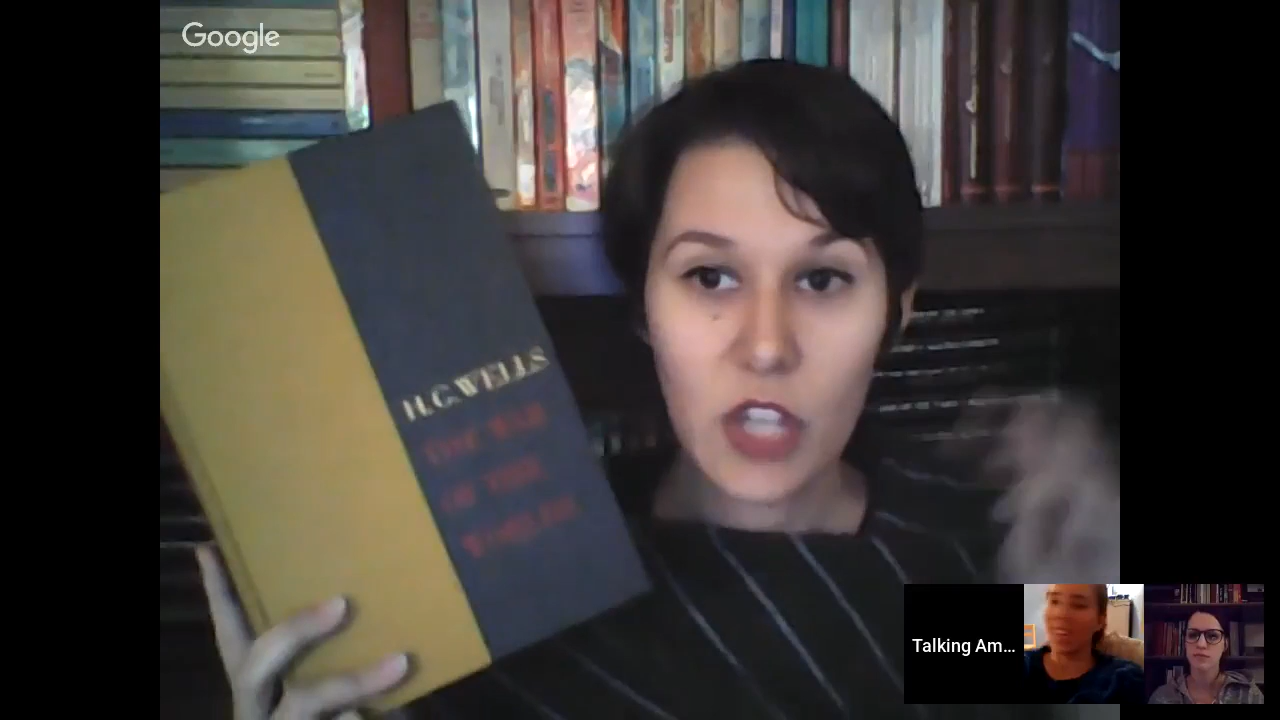 Google
H.G. WELLS
THE WAR
OF THE
WORLDS
Talking Am...